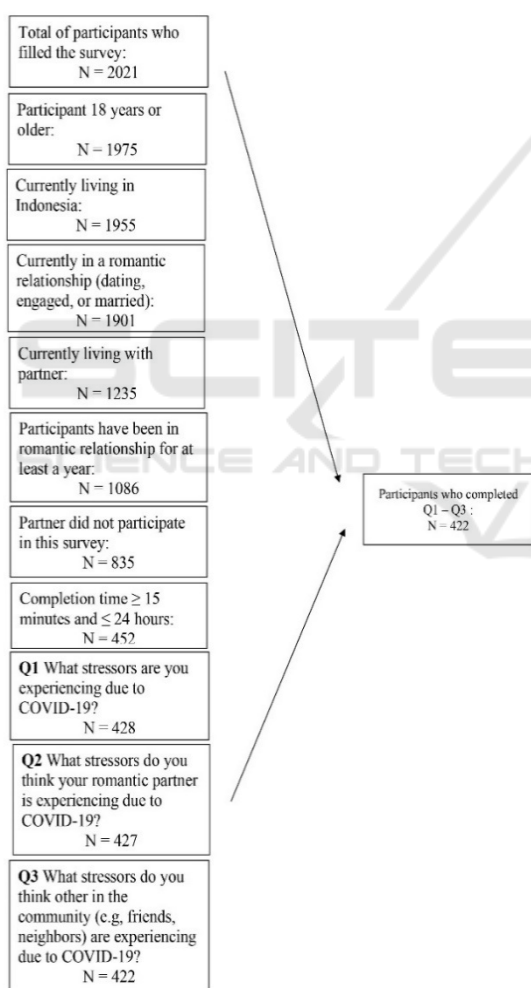 Total of participants who
filled the survey:
N = 2021
Participant 18 years or
older:
N = 1975
Currently living in
Indonesia:
N = 1955
Currently in a romantic
relationship (dating,
engaged, or married):
N = 1901
Currently living with
partner:
N = 1235
Participants have been in
romantic relationship for at
least a year:
N = 1086
Partner did not participate
in this survey:
N = 835
Completion time ≥ 15
minutes and ≤ 24 hours:
N = 452
Q1 What stressors are you
experiencing due to
COVID-19?
N = 428
Q2 What stressors do you
think your romantic partner
is experiencing due to
COVID-19?
N = 427
Q3 What stressors do you
think other in the
community (e.g, friends,
neighbors) are experiencing
due to COVID-19?
N = 422
Participants who completed
Q1 – Q3 :
N = 422
SCITE
SCIENCE AND TECH